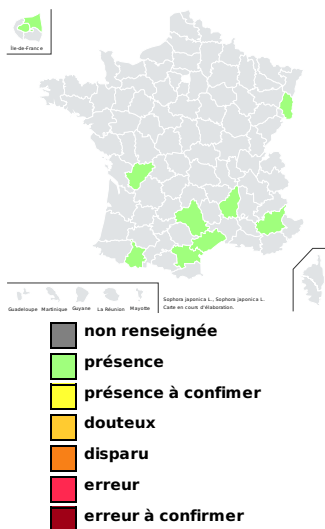 Île-de-France
Guadeloupe Martinique Guyane La Réunion Mayotte
Sophora japonica L., Sophora japonica L.
Carte en cours d'élaboration.
non renseignée
présence
présence à confimer
douteux
disparu
erreur
erreur à confirmer